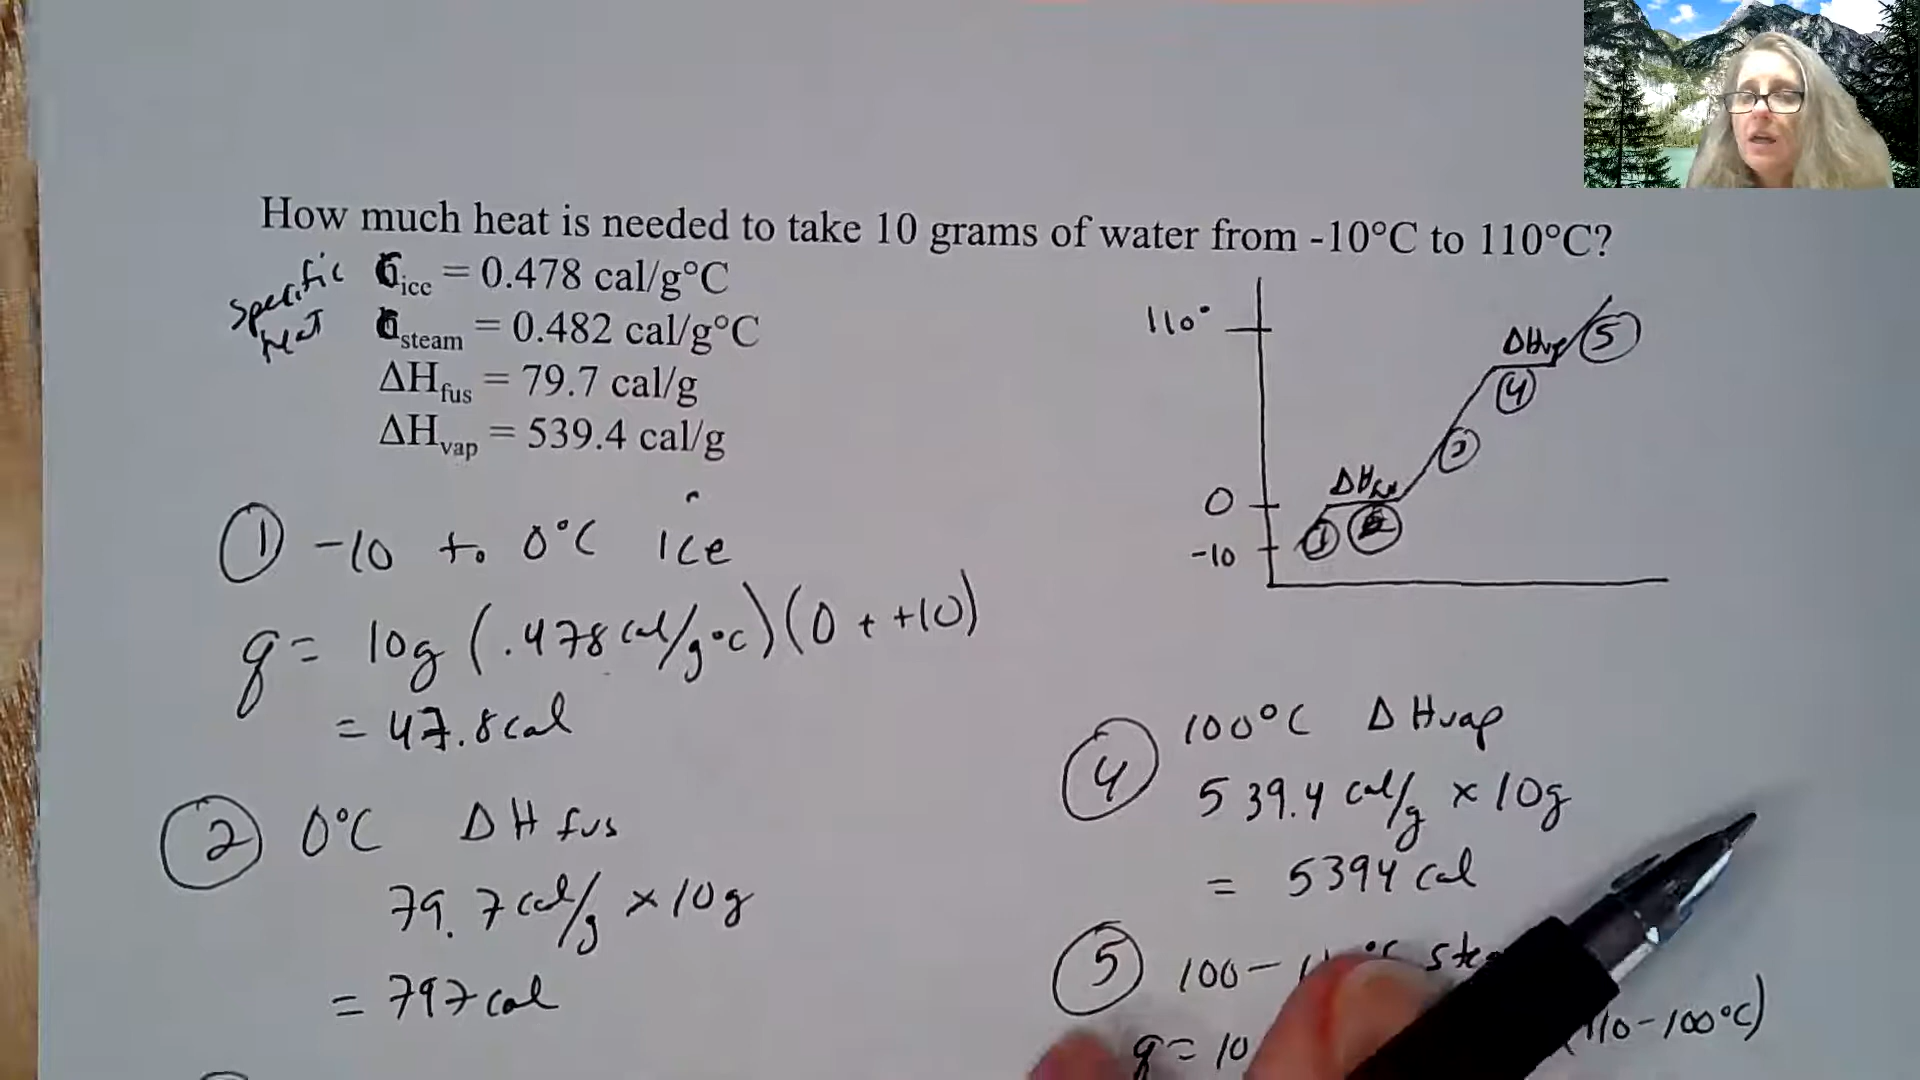 How much heat is needed to take 10 grams of water from -10°C to 110°C?
specific heat
σice = 0.478 cal/g°C
σsteam = 0.482 cal/g°C
ΔHfus = 79.7 cal/g
ΔHvap = 539.4 cal/g
110°
0
-10
① ②
ΔHfus
③
④
ΔHvap
⑤
① -10 to 0°C ice
q = 10g (.478 cal/g°C)(0 + +10)
= 47.8 cal
② 0°C ΔH fus
79.7 cal/g × 10g
= 797 cal
④ 100°C ΔHvap
539.4 cal/g × 10g
= 5394 cal
⑤ 100-
q = 10
110-100°C)